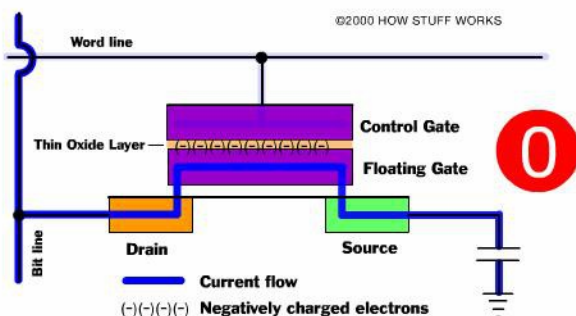 ©2000 HOW STUFF WORKS
Word line
Control Gate
Thin Oxide Layer
(-)(-)(-)(-)(-)(-)(-)(-)(-)
Floating Gate
0
Bit line
Drain
Source
Current flow
(-)(-)(-)(-) Negatively charged electrons